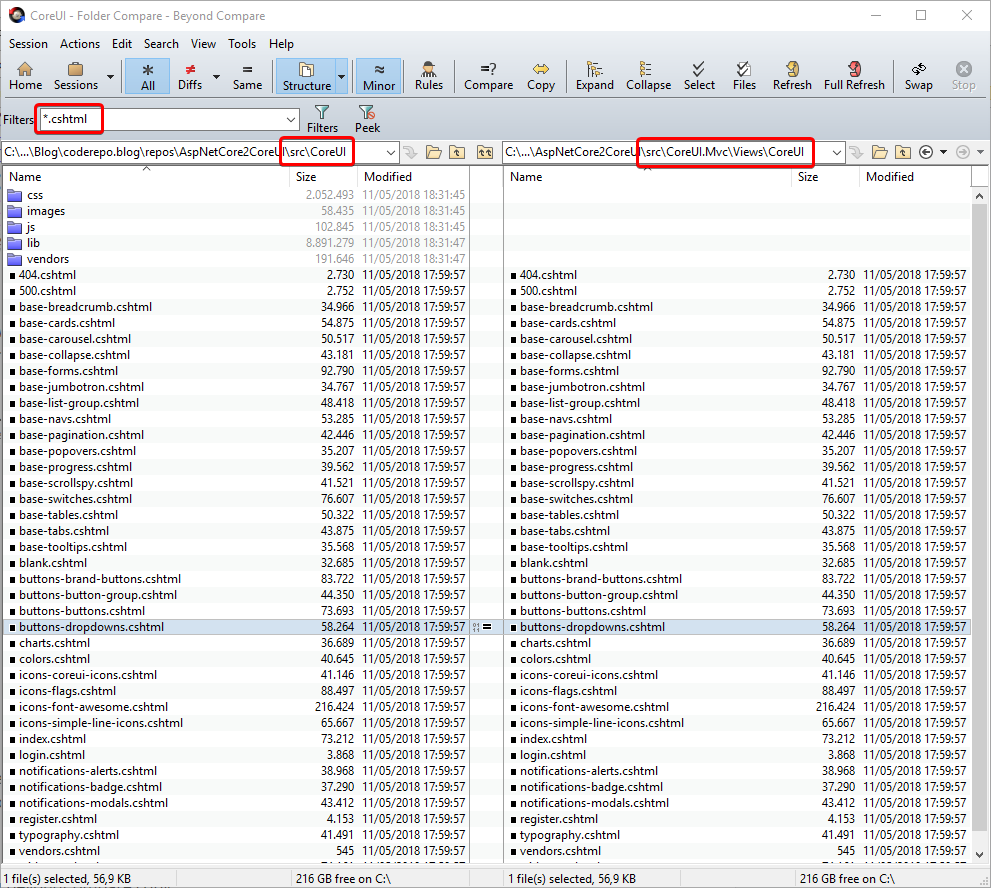 CoreUI - Folder Compare - Beyond Compare
Session Actions Edit Search View Tools Help
Home Sessions All Diffs Same Structure Minor Rules Compare Copy Expand Collapse Select Files Refresh Full Refresh Swap Stop
Filters *.cshtml Filters Peek
C:\...\Blog\coderepo.blog\repos\AspNetCore2CoreUI\src\CoreUI C:\...\AspNetCore2CoreUI\src\CoreUI.Mvc\Views\CoreUI
Name Size Modified Name Size Modified
css 2.052.493 11/05/2018 18:31:45
images 58.435 11/05/2018 18:31:45
js 102.845 11/05/2018 18:31:45
lib 8.891.279 11/05/2018 18:31:47
vendors 191.646 11/05/2018 18:31:47
404.cshtml 2.730 11/05/2018 17:59:57 404.cshtml 2.730 11/05/2018 17:59:57
500.cshtml 2.752 11/05/2018 17:59:57 500.cshtml 2.752 11/05/2018 17:59:57
base-breadcrumb.cshtml 34.966 11/05/2018 17:59:57 base-breadcrumb.cshtml 34.966 11/05/2018 17:59:57
base-cards.cshtml 54.875 11/05/2018 17:59:57 base-cards.cshtml 54.875 11/05/2018 17:59:57
base-carousel.cshtml 50.517 11/05/2018 17:59:57 base-carousel.cshtml 50.517 11/05/2018 17:59:57
base-collapse.cshtml 43.181 11/05/2018 17:59:57 base-collapse.cshtml 43.181 11/05/2018 17:59:57
base-forms.cshtml 92.790 11/05/2018 17:59:57 base-forms.cshtml 92.790 11/05/2018 17:59:57
base-jumbotron.cshtml 34.767 11/05/2018 17:59:57 base-jumbotron.cshtml 34.767 11/05/2018 17:59:57
base-list-group.cshtml 48.418 11/05/2018 17:59:57 base-list-group.cshtml 48.418 11/05/2018 17:59:57
base-navs.cshtml 53.285 11/05/2018 17:59:57 base-navs.cshtml 53.285 11/05/2018 17:59:57
base-pagination.cshtml 42.446 11/05/2018 17:59:57 base-pagination.cshtml 42.446 11/05/2018 17:59:57
base-popovers.cshtml 35.207 11/05/2018 17:59:57 base-popovers.cshtml 35.207 11/05/2018 17:59:57
base-progress.cshtml 39.562 11/05/2018 17:59:57 base-progress.cshtml 39.562 11/05/2018 17:59:57
base-scrollspy.cshtml 41.521 11/05/2018 17:59:57 base-scrollspy.cshtml 41.521 11/05/2018 17:59:57
base-switches.cshtml 76.607 11/05/2018 17:59:57 base-switches.cshtml 76.607 11/05/2018 17:59:57
base-tables.cshtml 50.322 11/05/2018 17:59:57 base-tables.cshtml 50.322 11/05/2018 17:59:57
base-tabs.cshtml 43.875 11/05/2018 17:59:57 base-tabs.cshtml 43.875 11/05/2018 17:59:57
base-tooltips.cshtml 35.568 11/05/2018 17:59:57 base-tooltips.cshtml 35.568 11/05/2018 17:59:57
blank.cshtml 32.685 11/05/2018 17:59:57 blank.cshtml 32.685 11/05/2018 17:59:57
buttons-brand-buttons.cshtml 83.722 11/05/2018 17:59:57 buttons-brand-buttons.cshtml 83.722 11/05/2018 17:59:57
buttons-button-group.cshtml 44.350 11/05/2018 17:59:57 buttons-button-group.cshtml 44.350 11/05/2018 17:59:57
buttons-buttons.cshtml 73.693 11/05/2018 17:59:57 buttons-buttons.cshtml 73.693 11/05/2018 17:59:57
buttons-dropdowns.cshtml 58.264 11/05/2018 17:59:57 buttons-dropdowns.cshtml 58.264 11/05/2018 17:59:57
charts.cshtml 36.689 11/05/2018 17:59:57 charts.cshtml 36.689 11/05/2018 17:59:57
colors.cshtml 40.645 11/05/2018 17:59:57 colors.cshtml 40.645 11/05/2018 17:59:57
icons-coreui-icons.cshtml 41.146 11/05/2018 17:59:57 icons-coreui-icons.cshtml 41.146 11/05/2018 17:59:57
icons-flags.cshtml 88.497 11/05/2018 17:59:57 icons-flags.cshtml 88.497 11/05/2018 17:59:57
icons-font-awesome.cshtml 216.424 11/05/2018 17:59:57 icons-font-awesome.cshtml 216.424 11/05/2018 17:59:57
icons-simple-line-icons.cshtml 65.667 11/05/2018 17:59:57 icons-simple-line-icons.cshtml 65.667 11/05/2018 17:59:57
index.cshtml 73.212 11/05/2018 17:59:57 index.cshtml 73.212 11/05/2018 17:59:57
login.cshtml 3.868 11/05/2018 17:59:57 login.cshtml 3.868 11/05/2018 17:59:57
notifications-alerts.cshtml 38.968 11/05/2018 17:59:57 notifications-alerts.cshtml 38.968 11/05/2018 17:59:57
notifications-badge.cshtml 37.290 11/05/2018 17:59:57 notifications-badge.cshtml 37.290 11/05/2018 17:59:57
notifications-modals.cshtml 43.412 11/05/2018 17:59:57 notifications-modals.cshtml 43.412 11/05/2018 17:59:57
register.cshtml 4.153 11/05/2018 17:59:57 register.cshtml 4.153 11/05/2018 17:59:57
typography.cshtml 41.491 11/05/2018 17:59:57 typography.cshtml 41.491 11/05/2018 17:59:57
vendors.cshtml 545 11/05/2018 17:59:57 vendors.cshtml 545 11/05/2018 17:59:57
1 file(s) selected, 56,9 KB 216 GB free on C:\ 1 file(s) selected, 56,9 KB 216 GB free on C:\